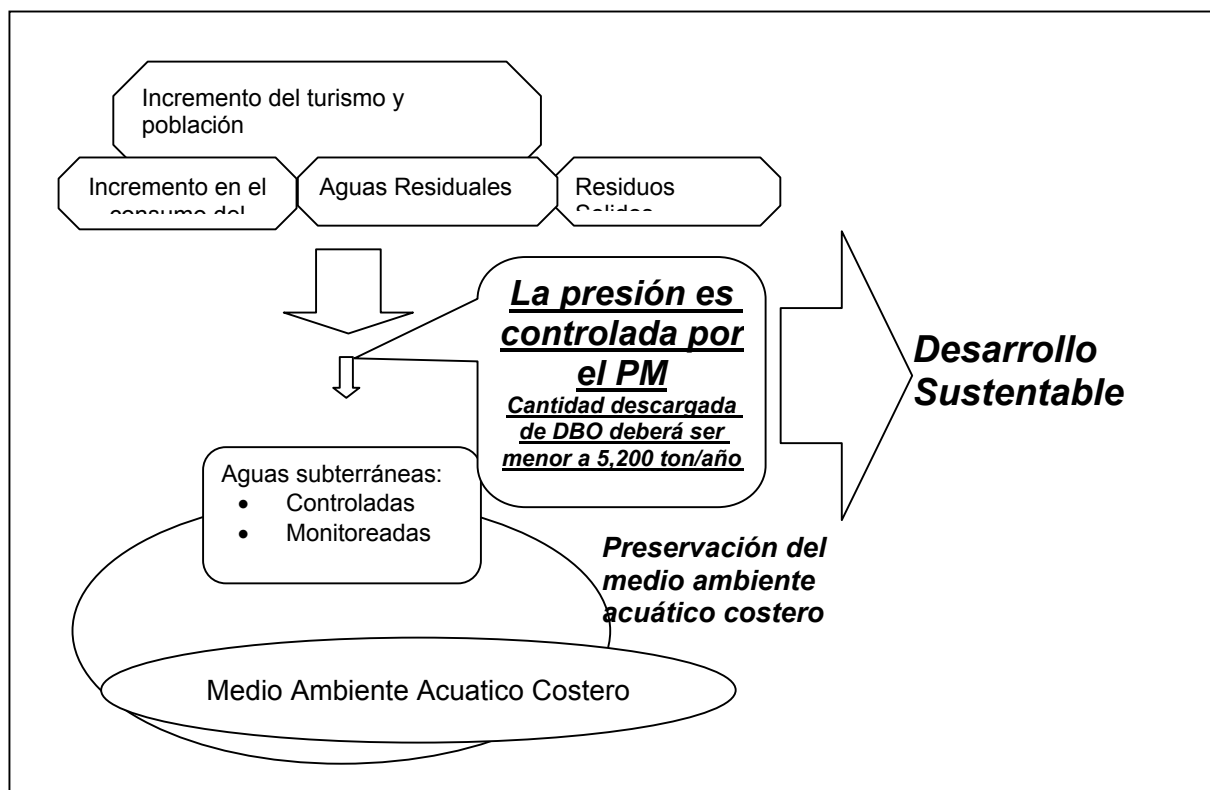 Incremento del turismo y
población
Incremento en el
Aguas Residuales
Residuos
La presión es
controlada por
el PM
Cantidad descargada
de DBO deberá ser
menor a 5,200 ton/año
Desarrollo
Sustentable
Aguas subterráneas:
• Controladas
• Monitoreadas
Preservación del
medio ambiente
acuático costero
Medio Ambiente Acuatico Costero